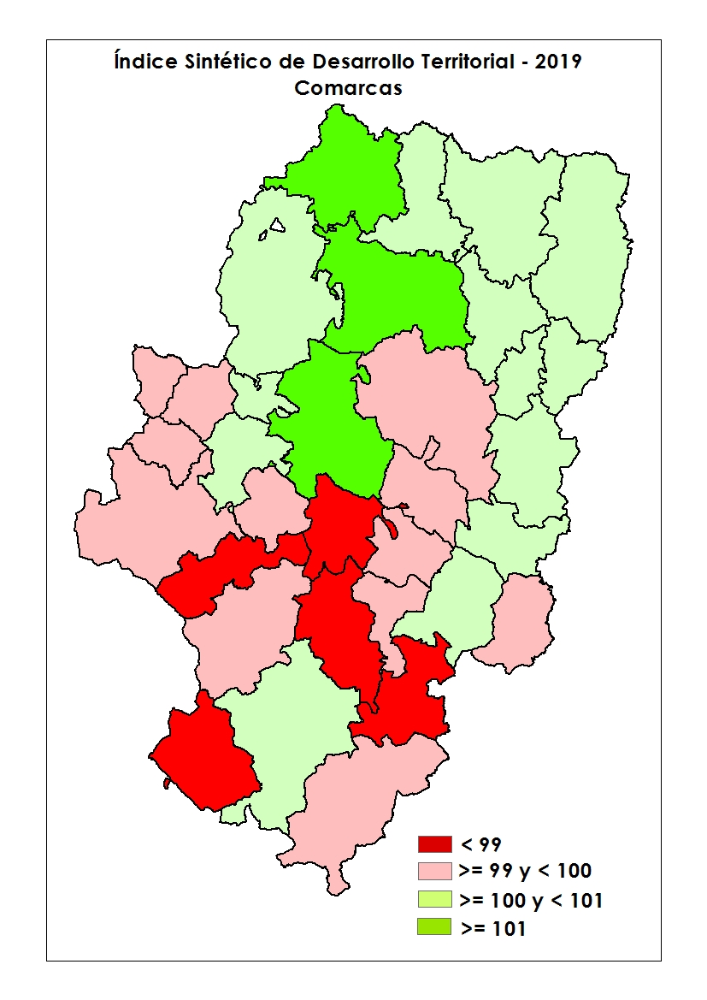 Índice Sintético de Desarrollo Territorial - 2019
Comarcas
< 99
>= 99 y < 100
>= 100 y < 101
>= 101